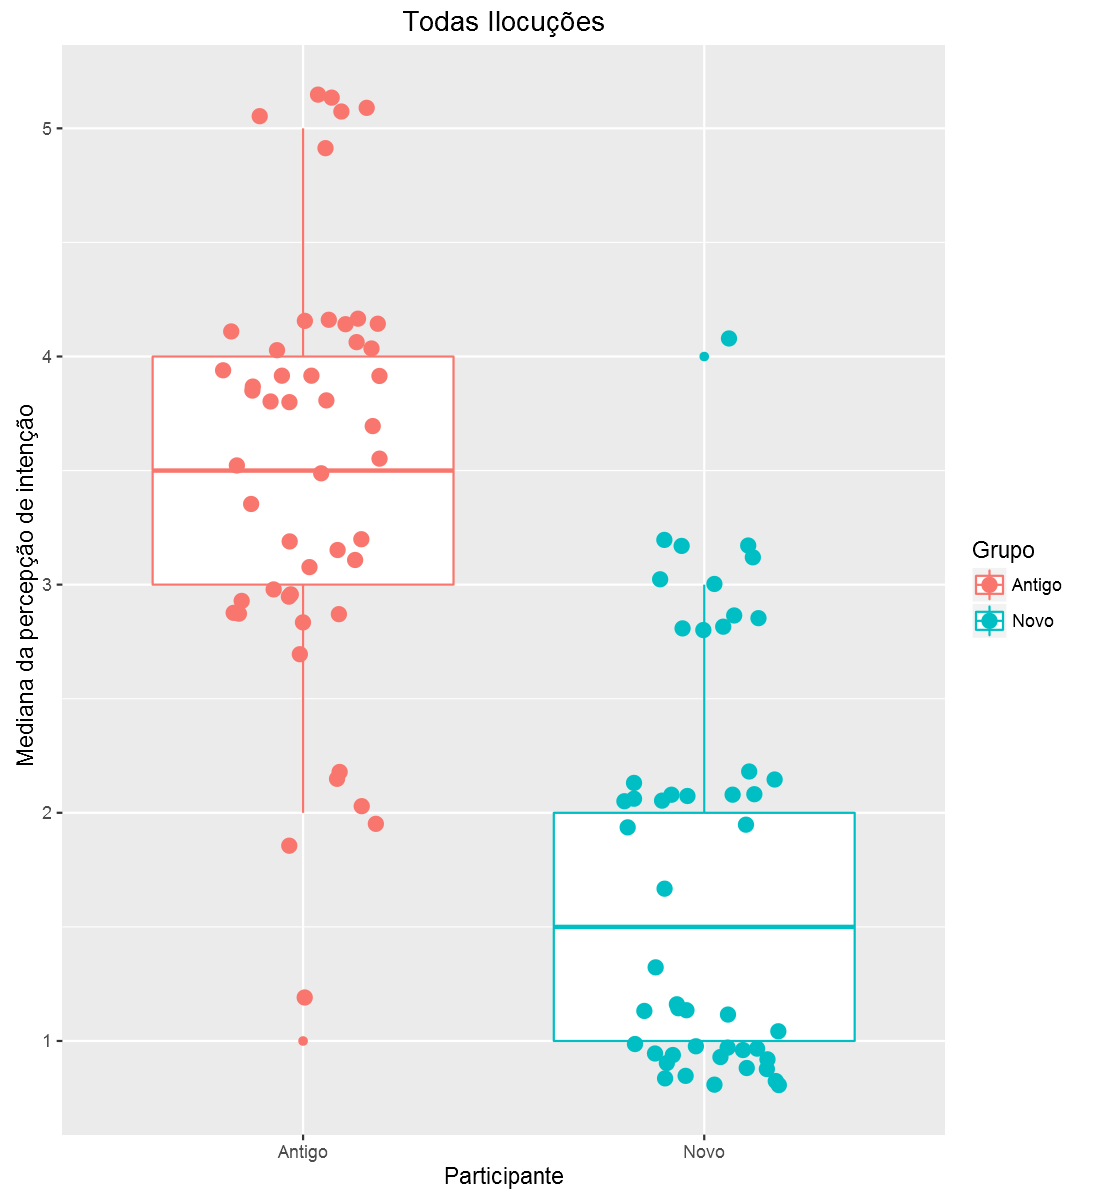 Todas Ilocuções
Mediana da percepção de intenção
5
4
3
2
1
Antigo
Novo
Participante
Grupo
Antigo
Novo